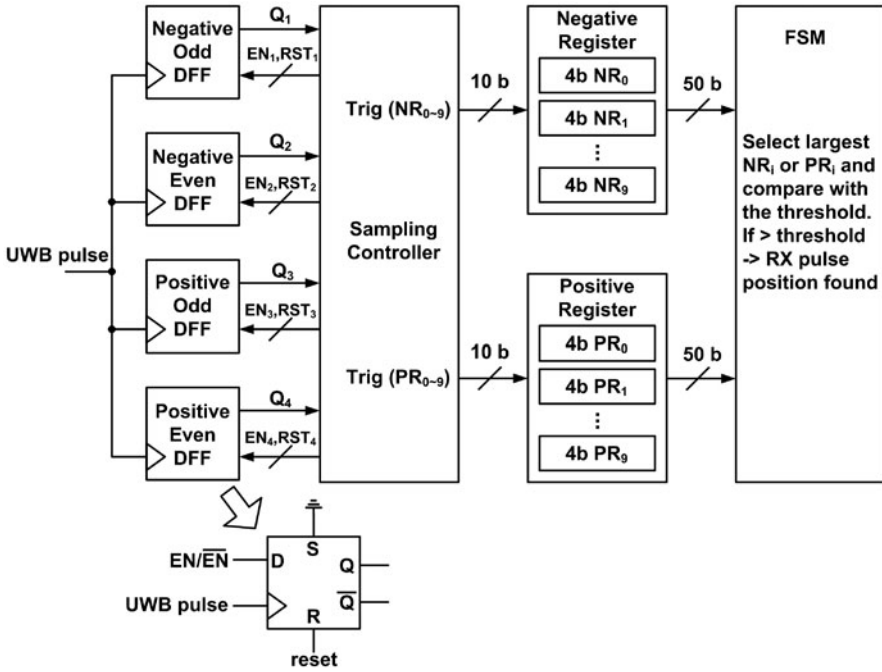 Negative
Odd
DFF
Q1
EN1,RST1
Negative
Even
DFF
Q2
EN2,RST2
UWB pulse
Positive
Odd
DFF
Q3
EN3,RST3
Positive
Even
DFF
Q4
EN4,RST4
Trig (NR0~9)
Sampling
Controller
Trig (PR0~9)
10 b
10 b
Negative
Register
4b NR0
4b NR1
⋮
4b NR9
Positive
Register
4b PR0
4b PR1
⋮
4b PR9
50 b
50 b
FSM
Select largest
NRi or PRi and
compare with
the threshold.
If > threshold
-> RX pulse
position found
EN/E̅N̅
D
S
Q
UWB pulse
Q̅
R
reset